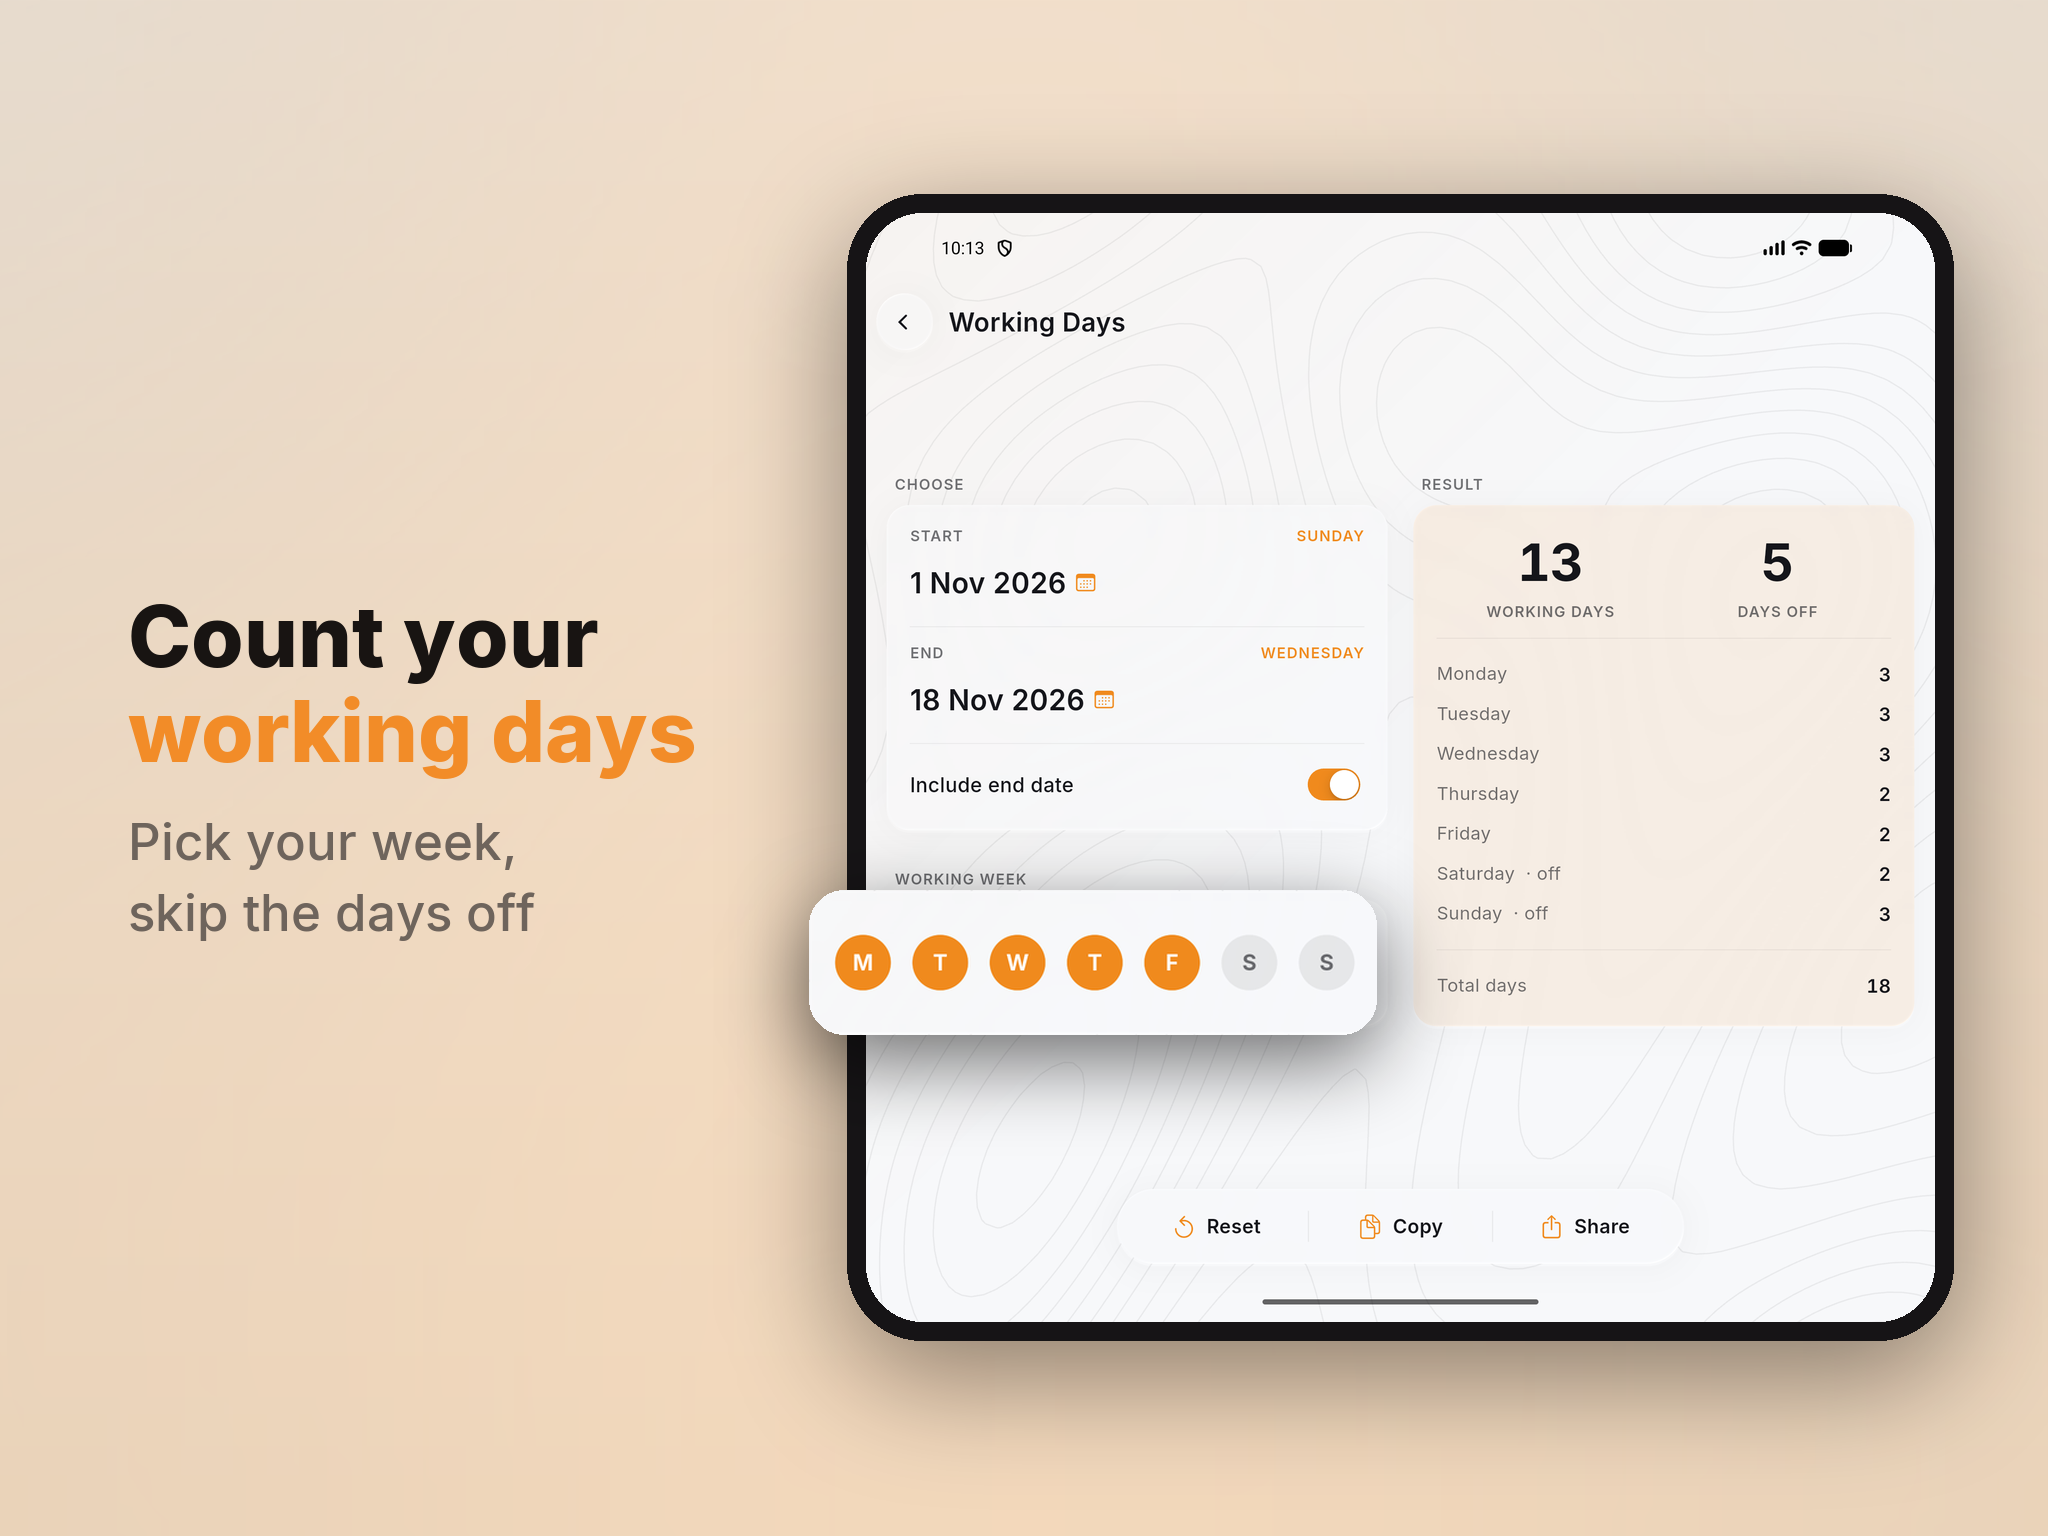 Count your
working days
Pick your week,
skip the days off
10:13
Working Days
CHOOSE
START SUNDAY
1 Nov 2026
END WEDNESDAY
18 Nov 2026
Include end date
WORKING WEEK
M T W T F S S
RESULT
13 5
WORKING DAYS DAYS OFF
Monday 3
Tuesday 3
Wednesday 3
Thursday 2
Friday 2
Saturday · off 2
Sunday · off 3
Total days 18
Reset Copy Share